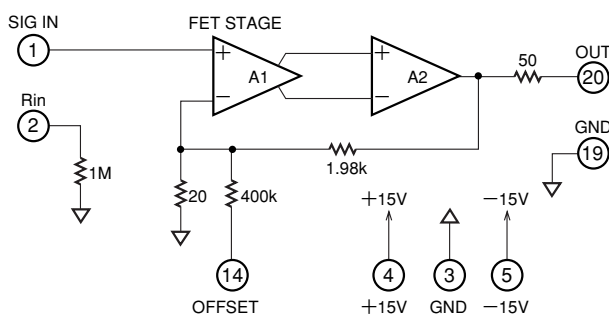 SIG IN
FET STAGE
1
+
−
A1
+
−
A2
50
OUT
20
Rin
2
1M
GND
19
1.98k
20
400k
+15V
−15V
14
4
3
5
OFFSET
+15V
GND
−15V